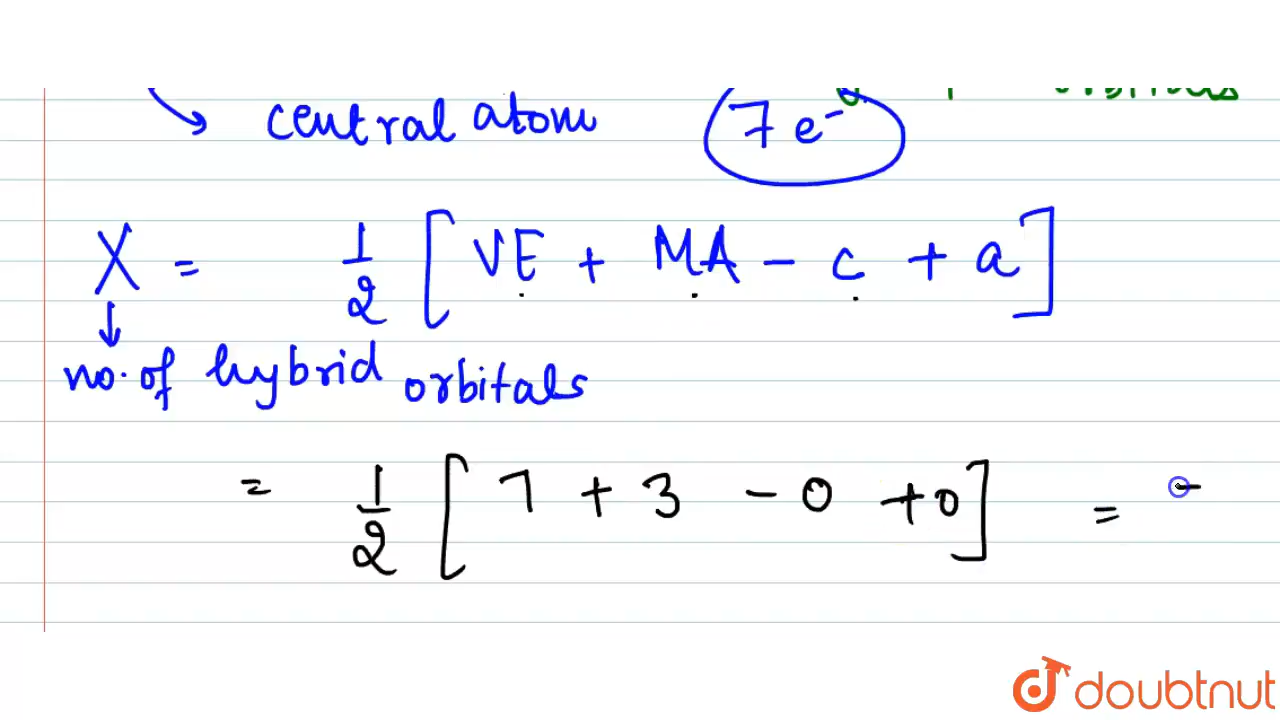 central atom 7 e⁻
X = 1/2 [VE + MA - c + a]
no. of hybrid orbitals
= 1/2 [7 + 3 - 0 + 0] =
doubtnut